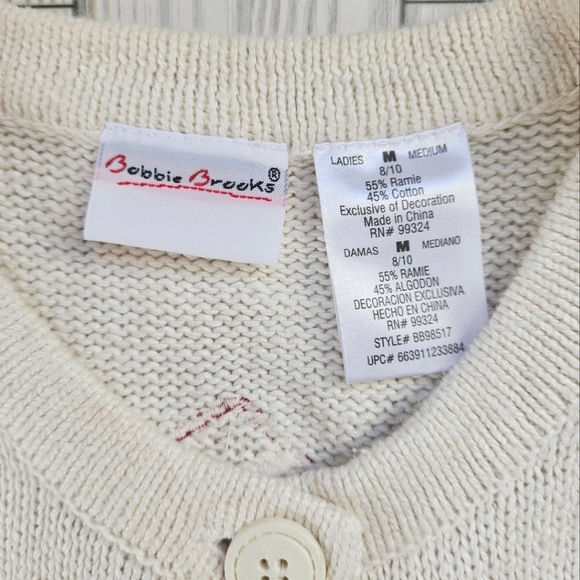 Bobbie Brooks®
LADIES M MEDIUM
8/10
55% Ramie
45% Cotton
Exclusive of Decoration
Made in China
RN# 99324
DAMAS M MEDIANO
8/10
55% RAMIE
45% ALGODON
DECORACION EXCLUSIVA
HECHO EN CHINA
RN# 99324
STYLE# BB98517
UPC# 663911233884